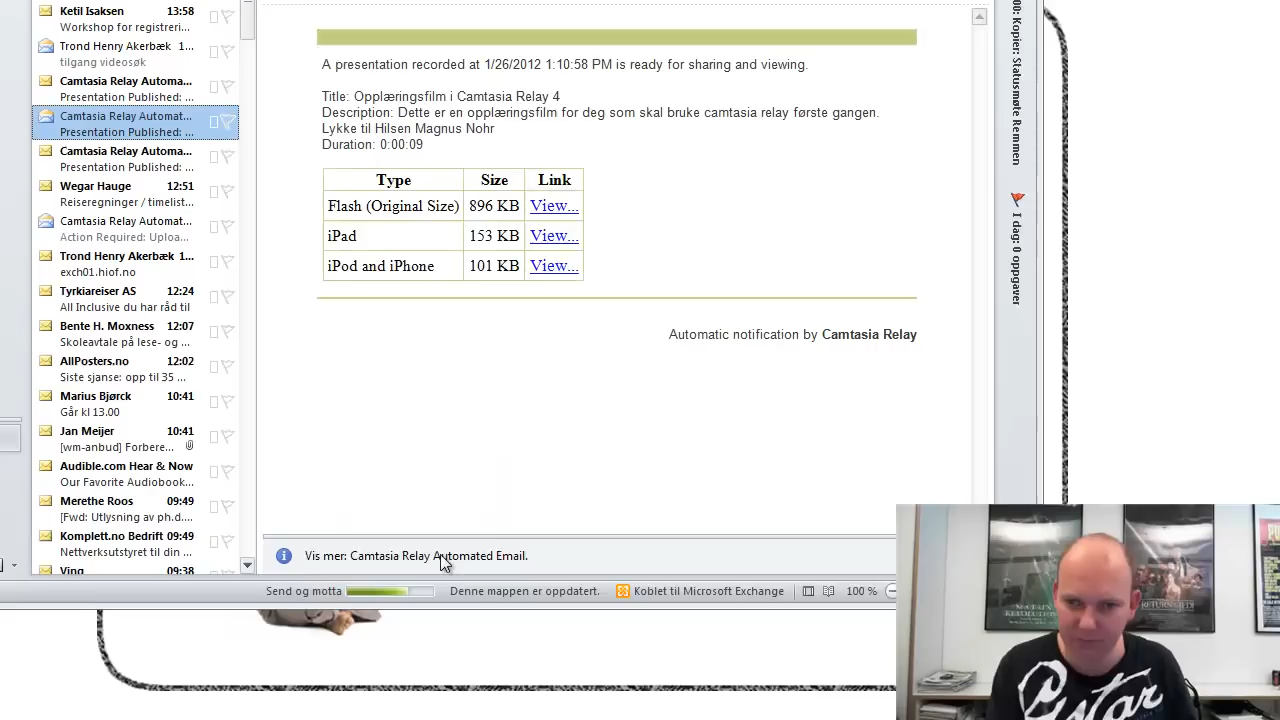 Ketil Isaksen 13:58
Workshop for registreri...
Trond Henry Akerbæk 1...
tilgang videosøk
Camtasia Relay Automa...
Presentation Published: ...
Camtasia Relay Automat...
Presentation Published: ...
Camtasia Relay Automa...
Presentation Published: ...
Wegar Hauge 12:51
Reiseregninger / timelist...
Camtasia Relay Automat...
Action Required: Uploa...
Trond Henry Akerbæk 1...
exch01.hiof.no
Tyrkiareiser AS 12:24
All Inclusive du har råd til
Bente H. Moxness 12:07
Skoleavtale på lese- og ...
AllPosters.no 12:02
Siste sjanse: opp til 35 ...
Marius Bjørck 10:41
Går kl 13.00
Jan Meijer 10:41
[wm-anbud] Forbere...
Audible.com Hear & Now
Our Favorite Audiobook...
Merethe Roos 09:49
[Fwd: Utlysning av ph.d....
Komplett.no Bedrift 09:49
Nettverksutstyret til din ...
Ving 09:38
A presentation recorded at 1/26/2012 1:10:58 PM is ready for sharing and viewing.
Title: Opplæringsfilm i Camtasia Relay 4
Description: Dette er en opplæringsfilm for deg som skal bruke camtasia relay første gangen.
Lykke til Hilsen Magnus Nohr
Duration: 0:00:09
Type Size Link
Flash (Original Size) 896 KB View...
iPad 153 KB View...
iPod and iPhone 101 KB View...
Automatic notification by Camtasia Relay
Vis mer: Camtasia Relay Automated Email.
Send og motta Denne mappen er oppdatert. Koblet til Microsoft Exchange 100 %
00: Kopier: Statusmøte Remmen
I dag: 0 oppgaver